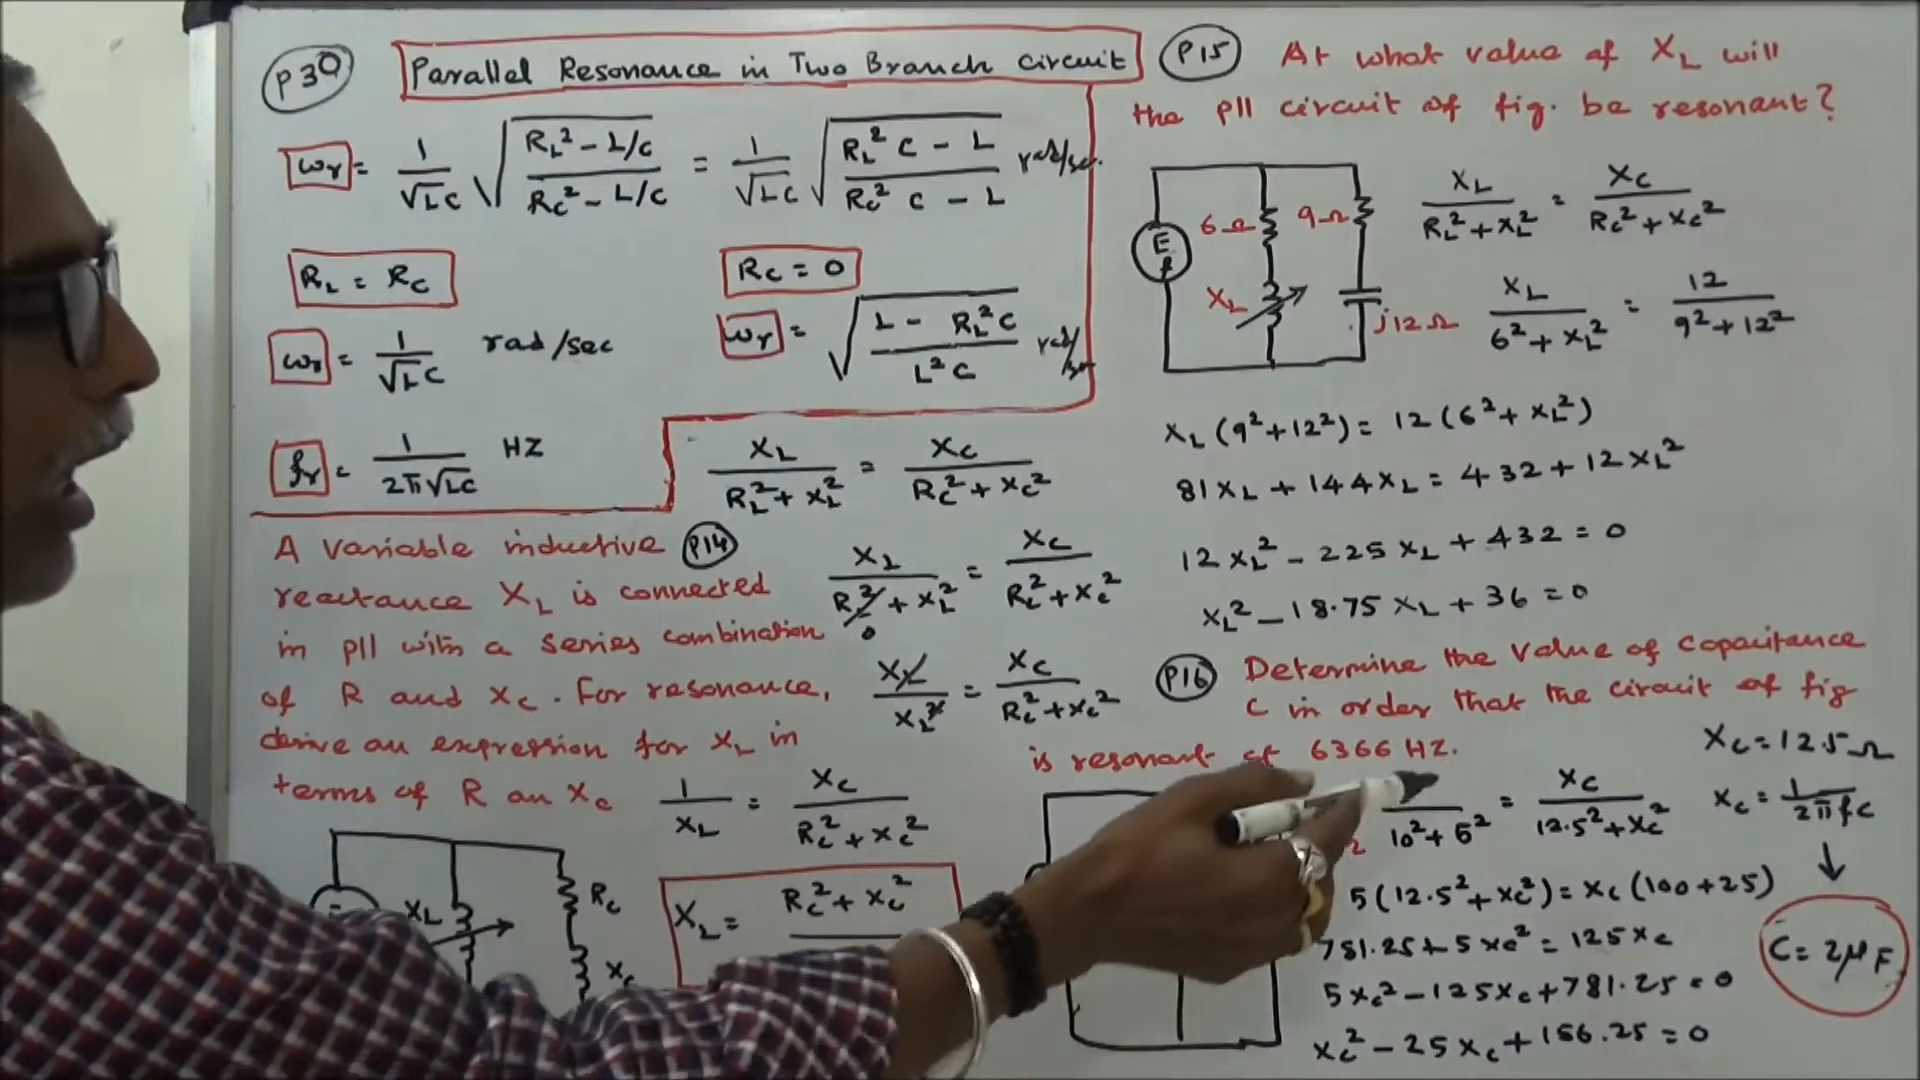 P30
Parallel Resonance in Two Branch circuit
ωr = 1/√LC √(RL² - L/C / RC² - L/C) = 1/√LC √(RL² C - L / RC² C - L) rad/sec.
RL = RC
ωr = 1/√LC rad/sec
fr = 1/2π√LC HZ
RC = 0
ωr = √(L - RL²C / L²C) rad/
XL/RL² + XL² = XC/RC² + XC²
A variable inductive P14
reactance XL is connected
in pll with a series combination
of R and Xc. For resonance,
derive an expression for XL in
terms of R an Xc
XL/RL² + XL² = XC/RC² + XC²
0
XL/XL² = XC/RC² + XC²
1/XL = XC/RC² + XC²
XL = RC² + XC²
XL
RC
XC
P15 At what value of XL will
the pll circuit of fig. be resonant?
E
6Ω
9Ω
XL
j12Ω
XL/RL² + XL² = XC/RC² + XC²
XL/6² + XL² = 12/9² + 12²
XL (9² + 12²) = 12 (6² + XL²)
81XL + 144XL = 432 + 12XL²
12XL² - 225XL + 432 = 0
XL² - 18.75XL + 36 = 0
P16 Determine the value of capacitance
C in order that the circuit of fig
is resonant at 6366 HZ.
10² + 5² = XC/12.5² + XC²
5(12.5² + XC²) = XC(100 + 25)
781.25 + 5XC² = 125XC
5XC² - 125XC + 781.25 = 0
XC² - 25XC + 156.25 = 0
XC = 12.5Ω
XC = 1/2πfC
↓
C = 2μF